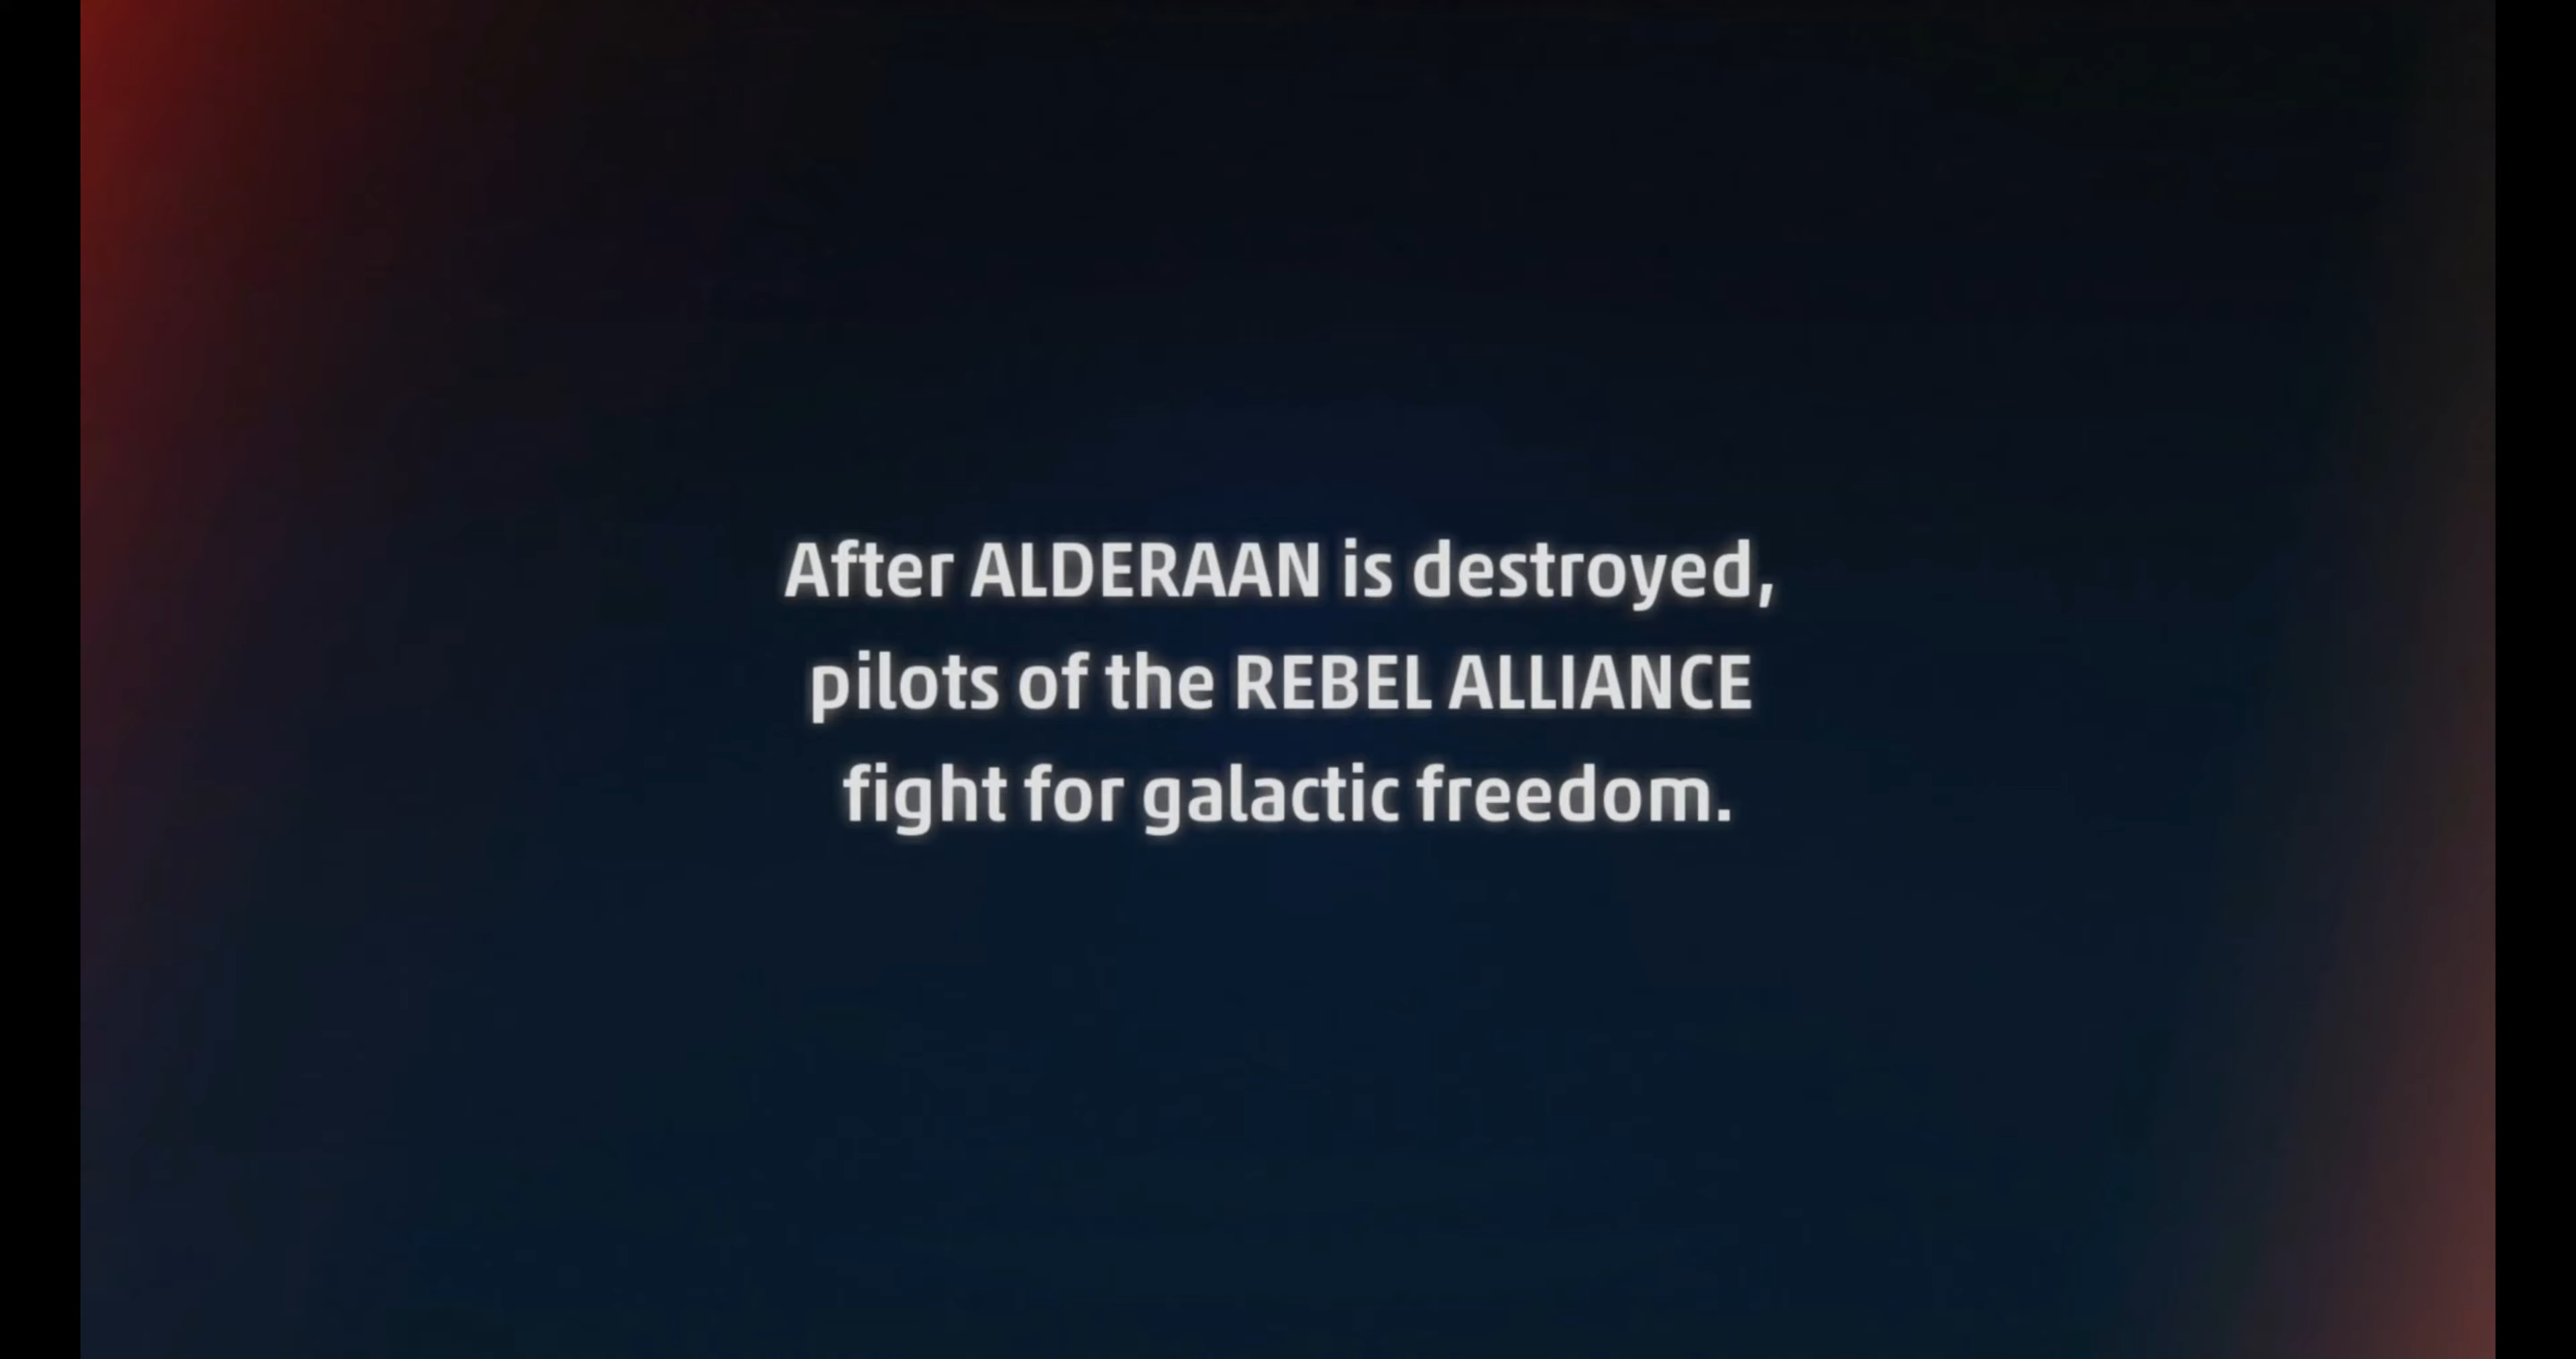 After ALDERAAN is destroyed,
pilots of the REBEL ALLIANCE
fight for galactic freedom.